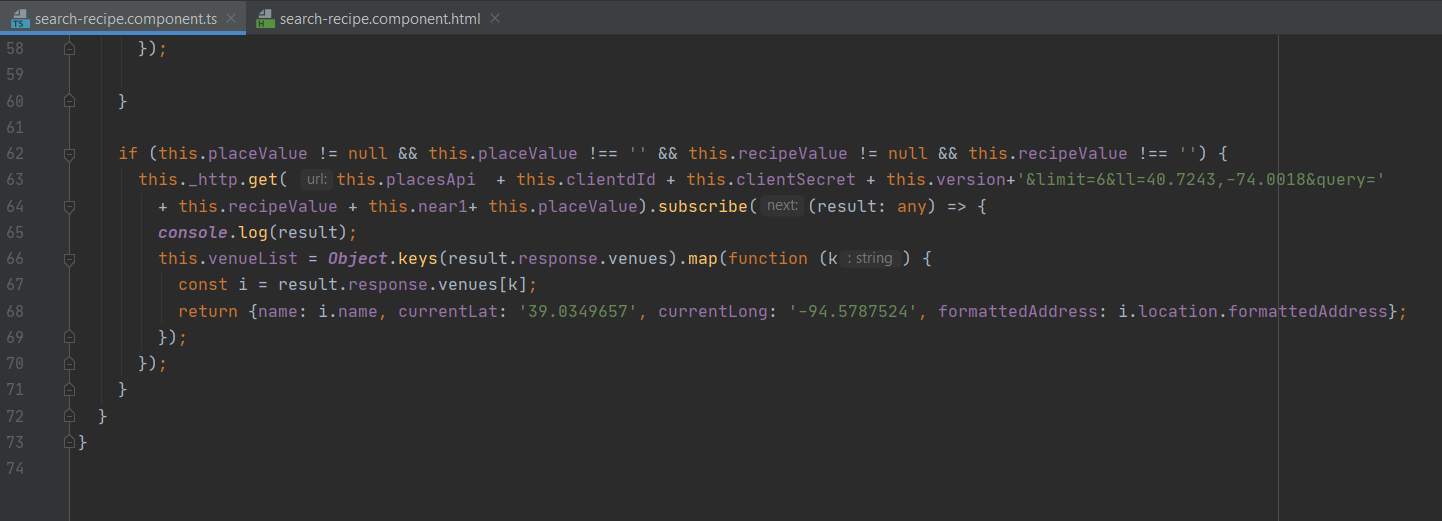 search-recipe.component.ts search-recipe.component.html
58 });
59
60 }
61
62 if (this.placeValue != null && this.placeValue !== '' && this.recipeValue != null && this.recipeValue !== '') {
63 this._http.get( url: this.placesApi + this.clientdId + this.clientSecret + this.version+'&limit=6&ll=40.7243,-74.0018&query='
64 + this.recipeValue + this.near1+ this.placeValue).subscribe( next: (result: any) => {
65 console.log(result);
66 this.venueList = Object.keys(result.response.venues).map(function (k : string ) {
67 const i = result.response.venues[k];
68 return {name: i.name, currentLat: '39.0349657', currentLong: '-94.5787524', formattedAddress: i.location.formattedAddress};
69 });
70 });
71 }
72 }
73 }
74